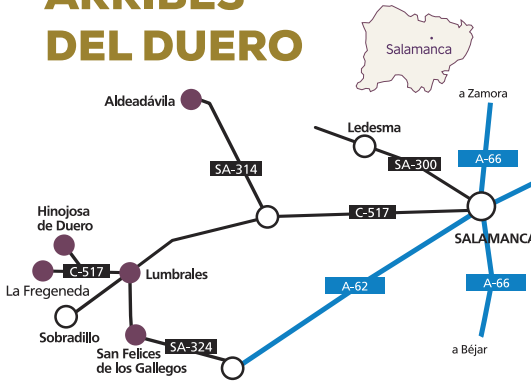 ARRIBES
DEL DUERO
Salamanca
a Zamora
Aldeadávila
Ledesma
A-66
SA-300
SA-314
Hinojosa
de Duero
C-517
SALAMANCA
C-517
Lumbrales
La Fregeneda
A-62
A-66
Sobradillo
SA-324
San Felices
de los Gallegos
a Béjar